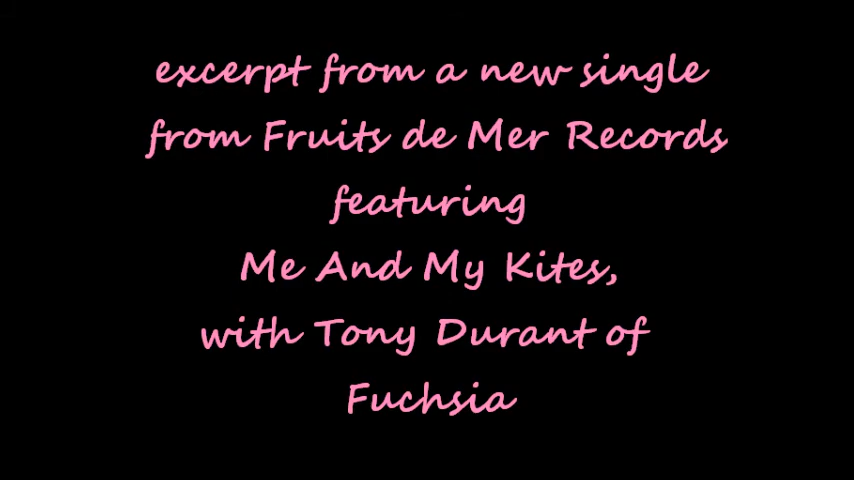 excerpt from a new single
from Fruits de Mer Records
featuring
Me And My Kites,
with Tony Durant of
Fuchsia